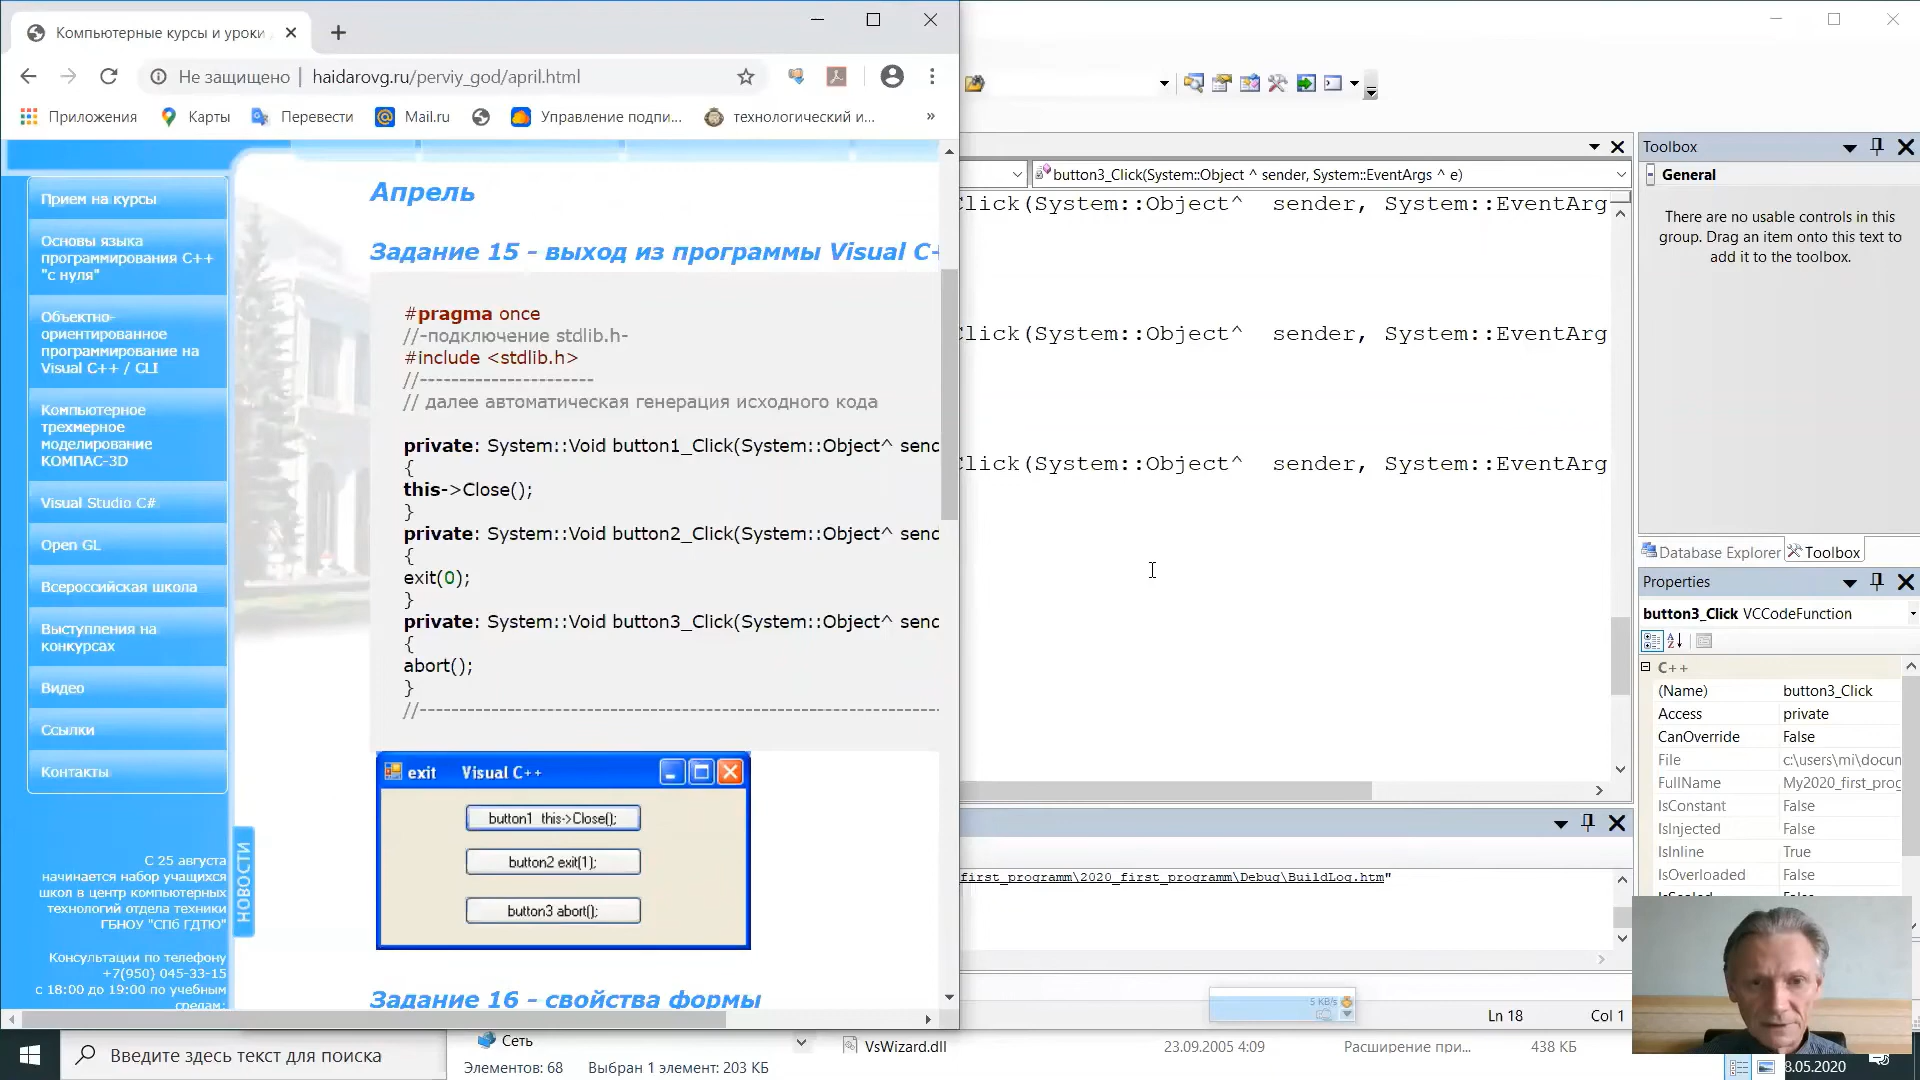 Компьютерные курсы и уроки
Не защищено
haidarovg.ru/perviy_god/april.html
Приложения
Карты
Перевести
Mail.ru
Управление подпи...
технологический и...
»
Прием на курсы
Основы языка
программирования С++
"с нуля"
Объектно-
ориентированное
программирование на
Visual C++ / CLI
Компьютерное
трехмерное
моделирование
КОМПАС-3D
Visual Studio C#
Open GL
Всероссийская школа
Выступления на
конкурсах
Видео
Ссылки
Контакты
С 25 августа
начинается набор учащихся
школ в центр компьютерных
технологий отдела техники
ГБНОУ "СПб ГДТЮ"
Консультации по телефону
+7(950) 045-33-15
с 18:00 до 19:00 по учебным
средам:
НОВОСТИ
Апрель
Задание 15 - выход из программы Visual C+
#pragma once
//-подключение stdlib.h-
#include <stdlib.h>
//----------------------
// далее автоматическая генерация исходного кода
private: System::Void button1_Click(System::Object^ send
{
this->Close();
}
private: System::Void button2_Click(System::Object^ send
{
exit(0);
}
private: System::Void button3_Click(System::Object^ send
{
abort();
}
//-----------------------------------------------------------------
exit Visual C++
button1 this->Close();
button2 exit(1);
button3 abort();
Задание 16 - свойства формы
button3_Click(System::Object ^ sender, System::EventArgs ^ e)
Click(System::Object^ sender, System::EventArg
Click(System::Object^ sender, System::EventArg
Click(System::Object^ sender, System::EventArg
first_programm\2020_first_programm\Debug\BuildLog.htm"
5 KB/s
Ln 18
Col 1
Toolbox
General
There are no usable controls in this
group. Drag an item onto this text to
add it to the toolbox.
Database Explorer
Toolbox
Properties
button3_Click VCCodeFunction
C++
(Name) button3_Click
Access private
CanOverride False
File c:\users\mi\docun
FullName My2020_first_prog
IsConstant False
IsInjected False
IsInline True
IsOverloaded False
Введите здесь текст для поиска
Сеть
Элементов: 68
Выбран 1 элемент: 203 КБ
VsWizard.dll
23.09.2005 4:09
Расширение при...
438 КБ
8.05.2020